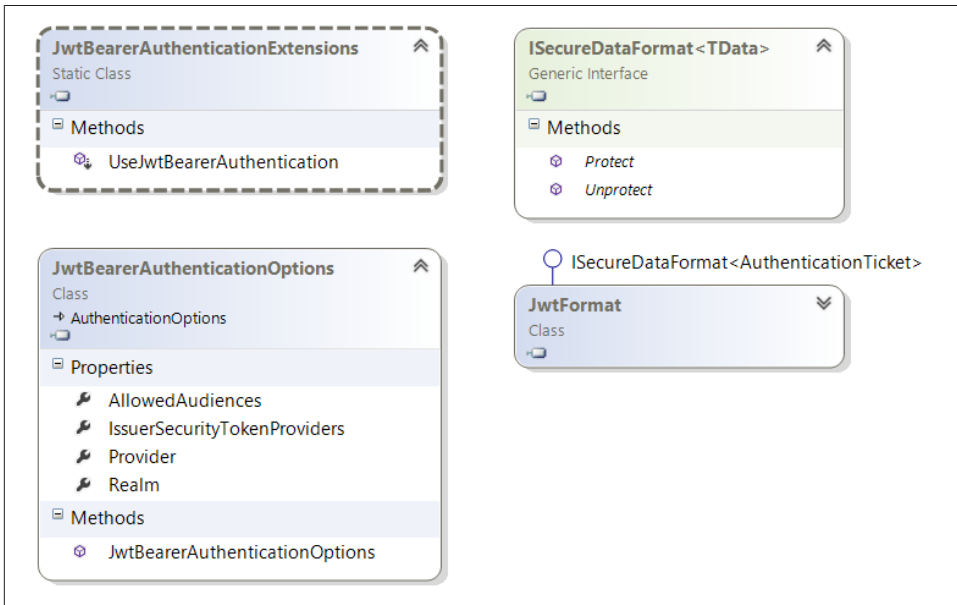 JwtBearerAuthenticationExtensions
Static Class
Methods
UseJwtBearerAuthentication
ISecureDataFormat<TData>
Generic Interface
Methods
Protect
Unprotect
JwtBearerAuthenticationOptions
Class
AuthenticationOptions
Properties
AllowedAudiences
IssuerSecurityTokenProviders
Provider
Realm
Methods
JwtBearerAuthenticationOptions
ISecureDataFormat<AuthenticationTicket>
JwtFormat
Class